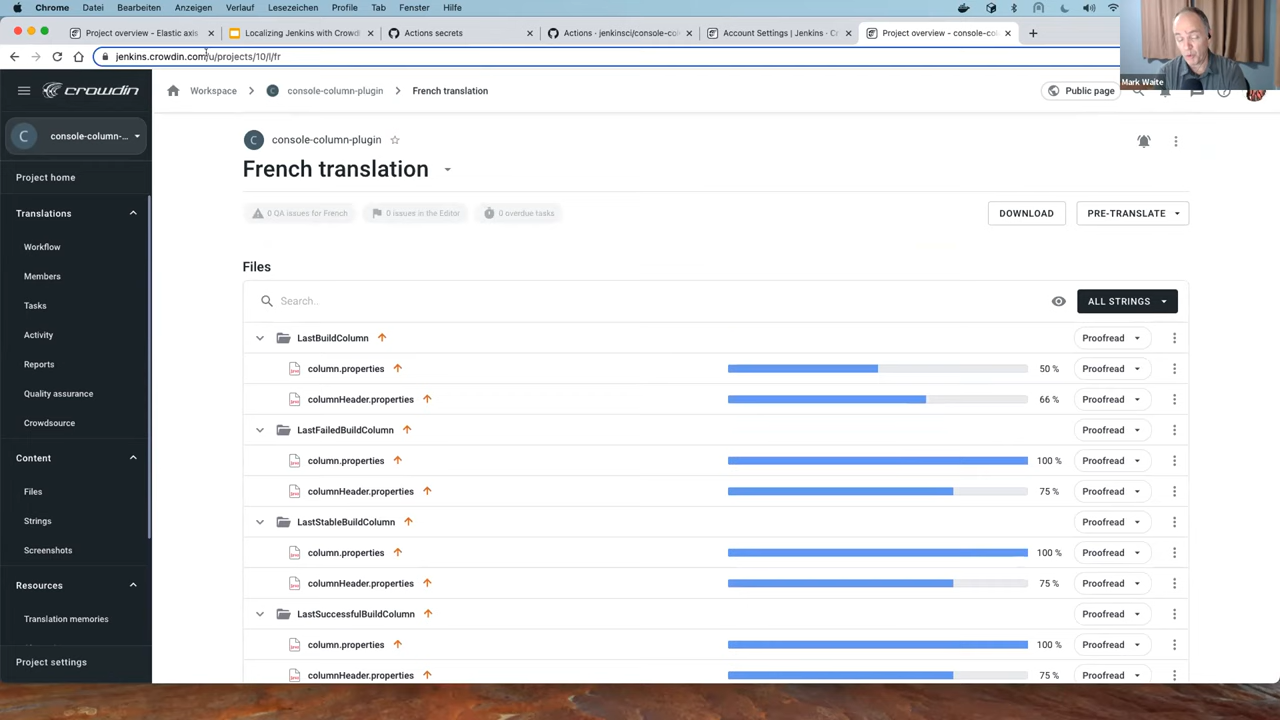 Chrome Datei Bearbeiten Anzeigen Verlauf Lesezeichen Profile Tab Fenster Hilfe
Project overview – Elastic axis
Localizing Jenkins with Crowdi
Actions secrets
Actions · jenkinsci/console-col
Account Settings | Jenkins - C
Project overview – console-col
jenkins.crowdin.com/u/projects/10/l/fr
Mark Waite
crowdin
Workspace
console-column-plugin
French translation
Public page
C console-column-...
Project home
Translations
Workflow
Members
Tasks
Activity
Reports
Quality assurance
Crowdsource
Content
Files
Strings
Screenshots
Resources
Translation memories
Project settings
C console-column-plugin
French translation
0 QA issues for French
0 issues in the Editor
0 overdue tasks
DOWNLOAD
PRE-TRANSLATE
Files
Search...
ALL STRINGS
LastBuildColumn Proofread
column.properties 50 % Proofread
columnHeader.properties 66 % Proofread
LastFailedBuildColumn Proofread
column.properties 100 % Proofread
columnHeader.properties 75 % Proofread
LastStableBuildColumn Proofread
column.properties 100 % Proofread
columnHeader.properties 75 % Proofread
LastSuccessfulBuildColumn Proofread
column.properties 100 % Proofread
columnHeader.properties 75 % Proofread